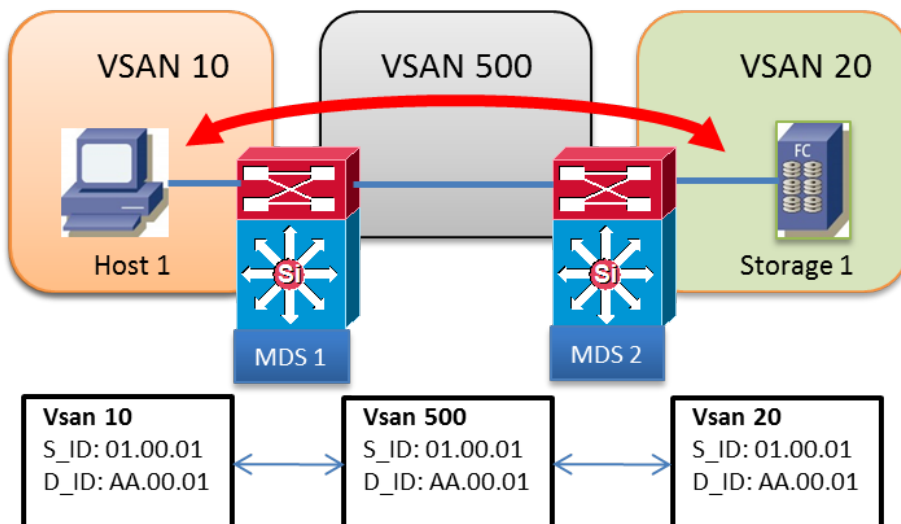 VSAN 10
VSAN 500
VSAN 20
FC
Host 1
Si
Si
Storage 1
MDS 1
MDS 2
Vsan 10
S_ID: 01.00.01
D_ID: AA.00.01
Vsan 500
S_ID: 01.00.01
D_ID: AA.00.01
Vsan 20
S_ID: 01.00.01
D_ID: AA.00.01